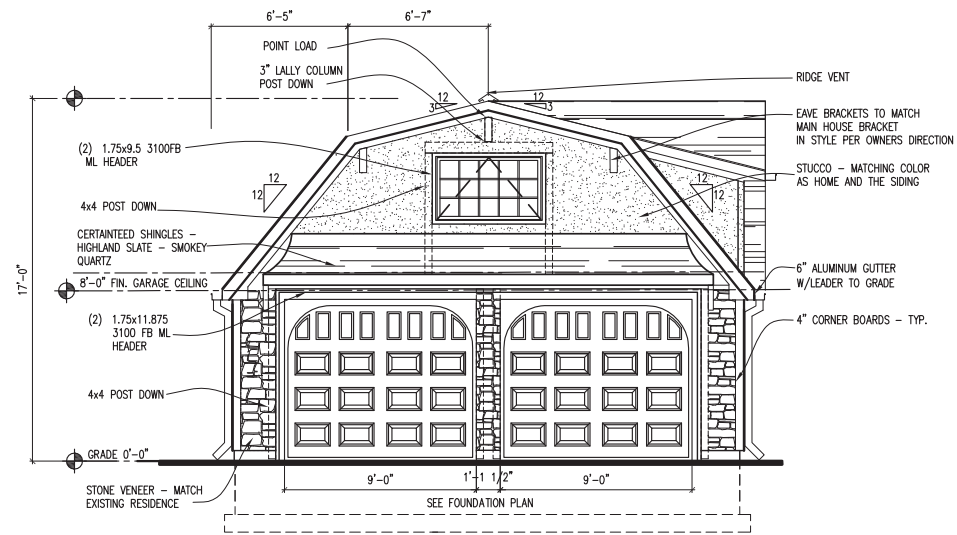 6'-5"
6'-7"
POINT LOAD
3" LALLY COLUMN
POST DOWN
12
3
12
3
RIDGE VENT
EAVE BRACKETS TO MATCH
MAIN HOUSE BRACKET
IN STYLE PER OWNERS DIRECTION
(2) 1.75x9.5 3100FB
ML HEADER
STUCCO – MATCHING COLOR
AS HOME AND THE SIDING
12
12
12
12
4x4 POST DOWN
CERTAINTEED SHINGLES –
HIGHLAND SLATE – SMOKEY
QUARTZ
17'-0"
8'-0" FIN. GARAGE CEILING
6" ALUMINUM GUTTER
W/LEADER TO GRADE
(2) 1.75x11.875
3100 FB ML
HEADER
4" CORNER BOARDS – TYP.
4x4 POST DOWN
GRADE 0'-0"
9'-0"
1'-1 1/2"
9'-0"
STONE VENEER – MATCH
EXISTING RESIDENCE
SEE FOUNDATION PLAN